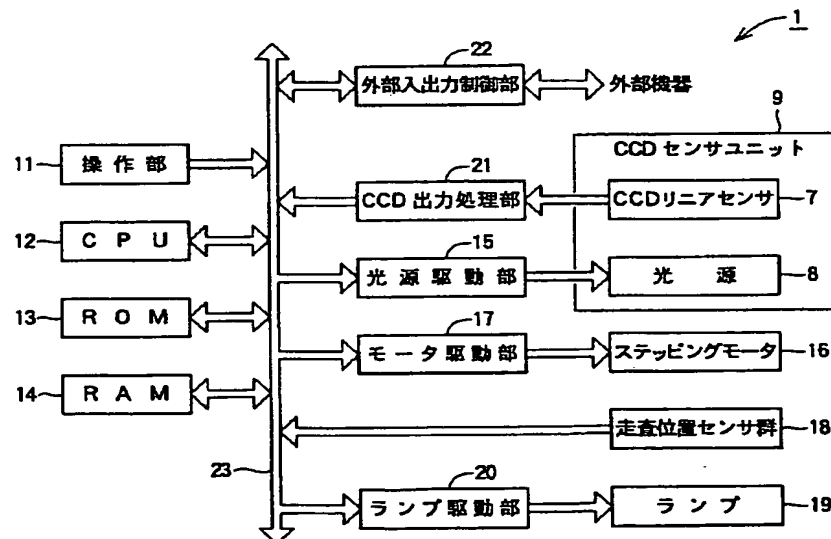 1
22
外部入出力制御部
外部機器
9
CCD センサユニット
11
操作部
21
CCD 出力処理部
CCDリニアセンサ
7
12
CPU
15
光源駆動部
光源
8
13
ROM
17
モータ駆動部
ステッピングモータ
16
14
RAM
走査位置センサ群
18
23
20
ランプ駆動部
ランプ
19